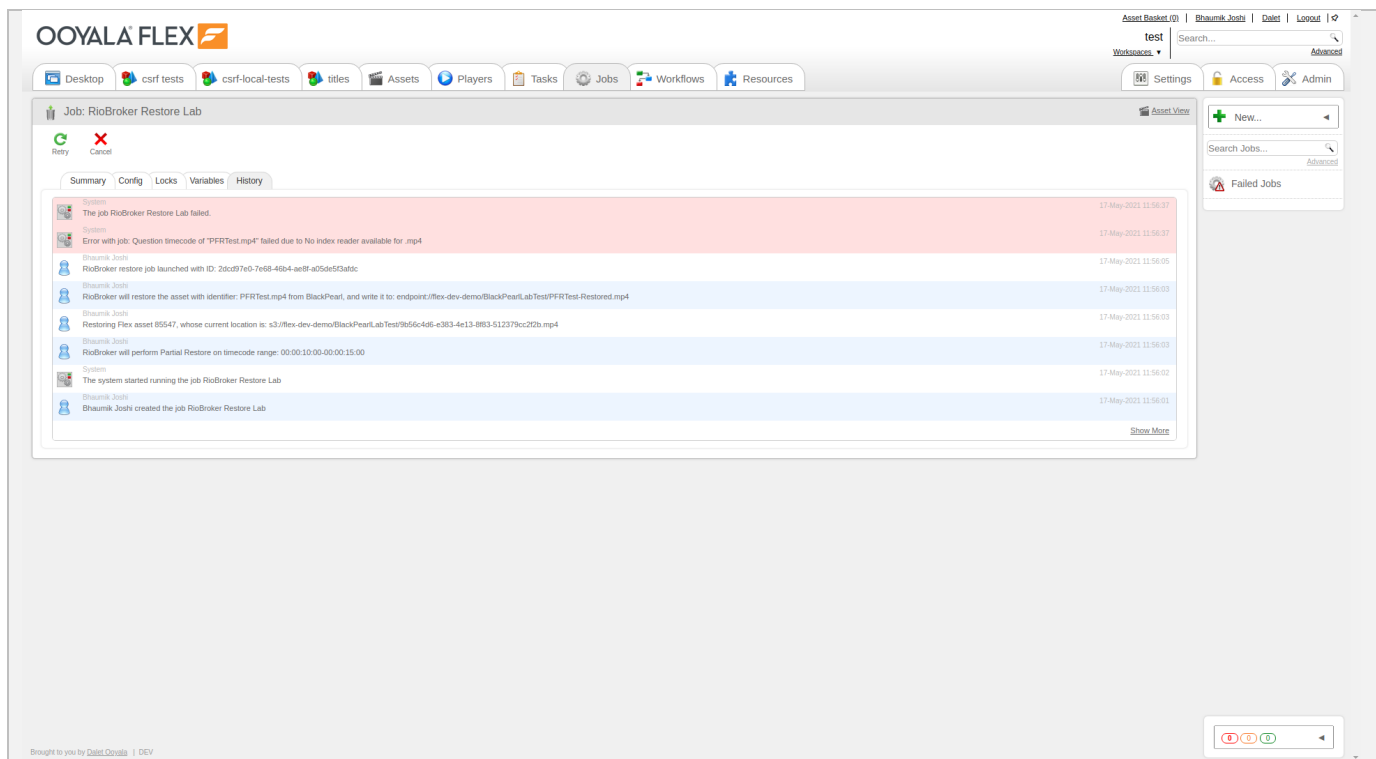 Asset Basket (0) | Bhaumik Joshi | Dalet | Logout |
OOYALA FLEX
test Search...
Workspaces ▼ Advanced
Desktop csrf tests csrf-local-tests titles Assets Players Tasks Jobs Workflows Resources Settings Access Admin
Job: RioBroker Restore Lab Asset View
New...
Retry Cancel
Search Jobs...
Advanced
Failed Jobs
Summary Config Locks Variables History
System
The job RioBroker Restore Lab failed. 17-May-2021 11:56:37
System
Error with job: Question timecode of "PFRTest.mp4" failed due to No index reader available for .mp4 17-May-2021 11:56:37
Bhaumik Joshi
RioBroker restore job launched with ID: 2dcd97e0-7e68-46b4-ae8f-a05de5f3afdc 17-May-2021 11:56:05
Bhaumik Joshi
RioBroker will restore the asset with identifier: PFRTest.mp4 from BlackPearl, and write it to: endpoint://flex-dev-demo/BlackPearlLabTest/PFRTest-Restored.mp4 17-May-2021 11:56:03
Bhaumik Joshi
Restoring Flex asset 85547, whose current location is: s3://flex-dev-demo/BlackPearlLabTest/9b56c4d6-e383-4e13-8f83-512379cc2f2b.mp4 17-May-2021 11:56:03
Bhaumik Joshi
RioBroker will perform Partial Restore on timecode range: 00:00:10:00-00:00:15:00 17-May-2021 11:56:03
System
The system started running the job RioBroker Restore Lab 17-May-2021 11:56:02
Bhaumik Joshi
Bhaumik Joshi created the job RioBroker Restore Lab 17-May-2021 11:56:01
Show More
0 0 0
Brought to you by Dalet Ooyala | DEV